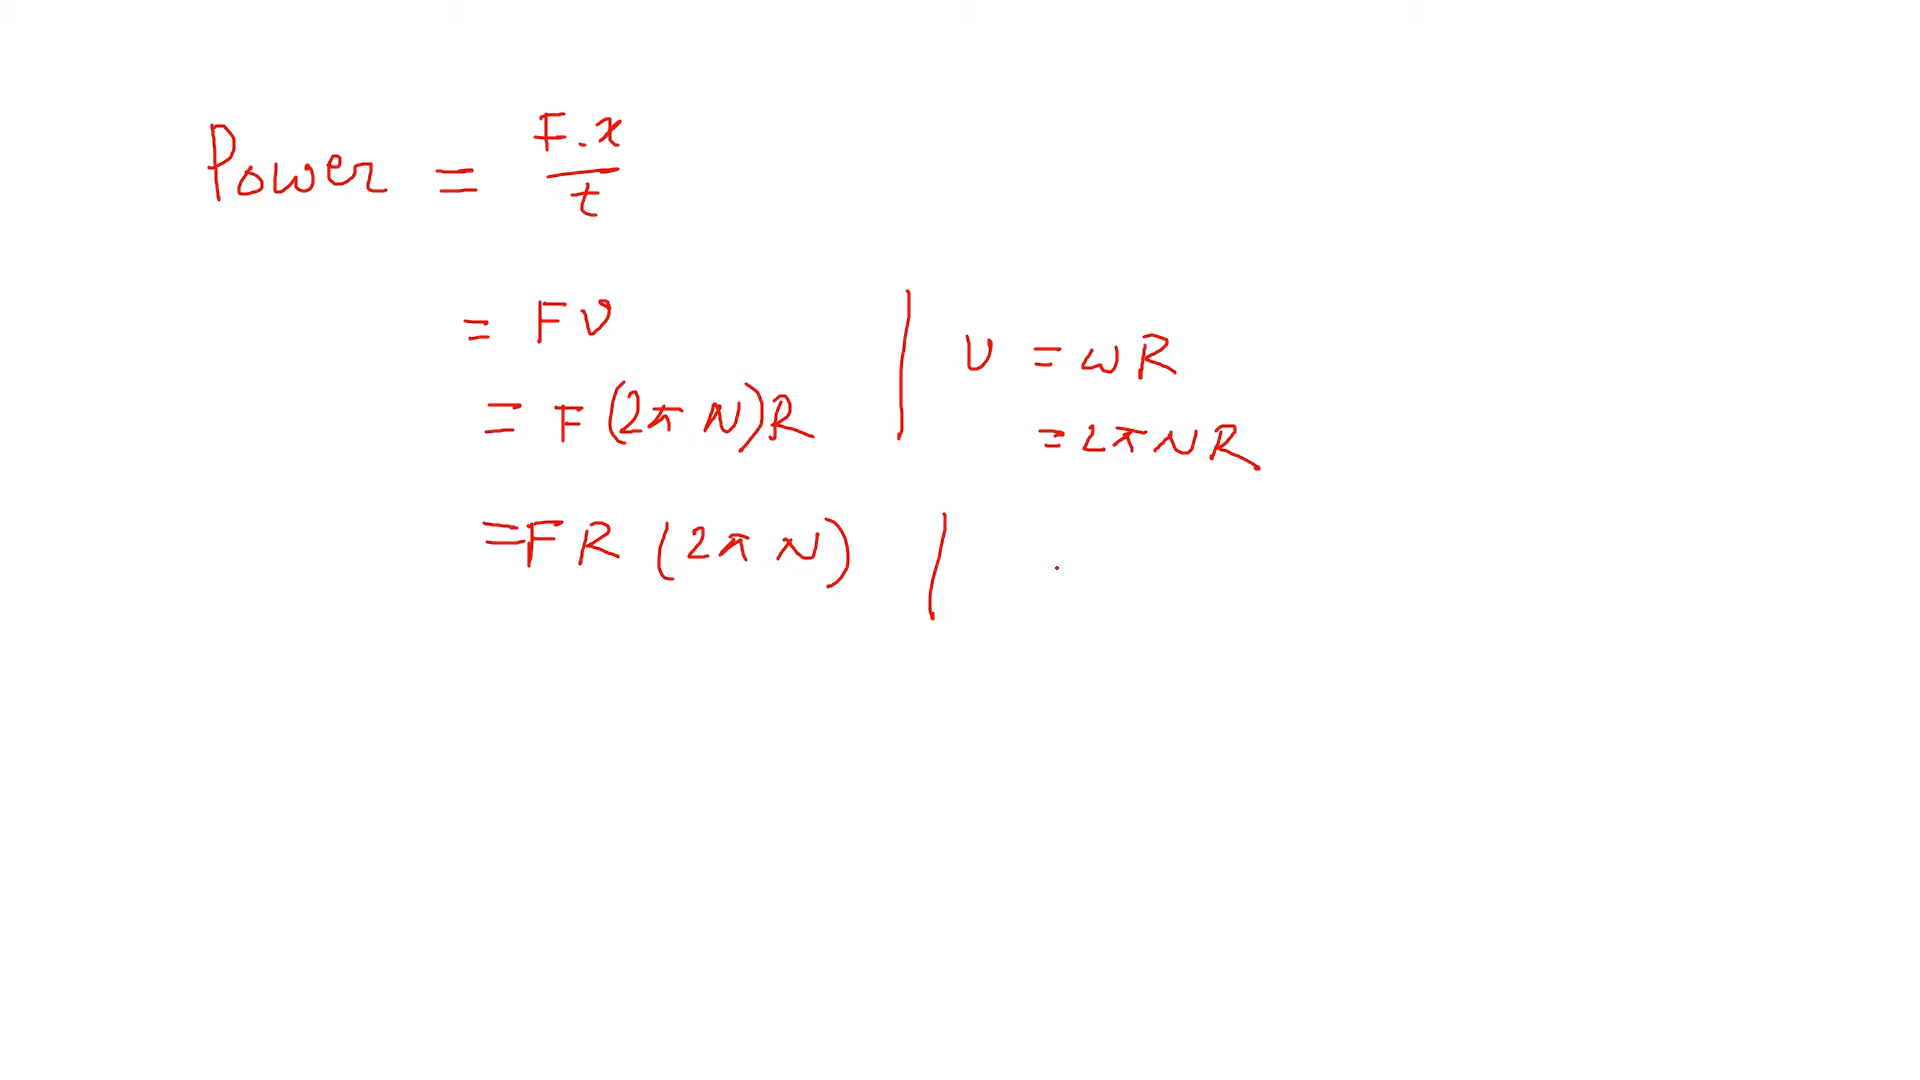 Power = F.x / t
= Fv
= F(2πN)R
v = ωR
= 2πNR
= FR(2πN)